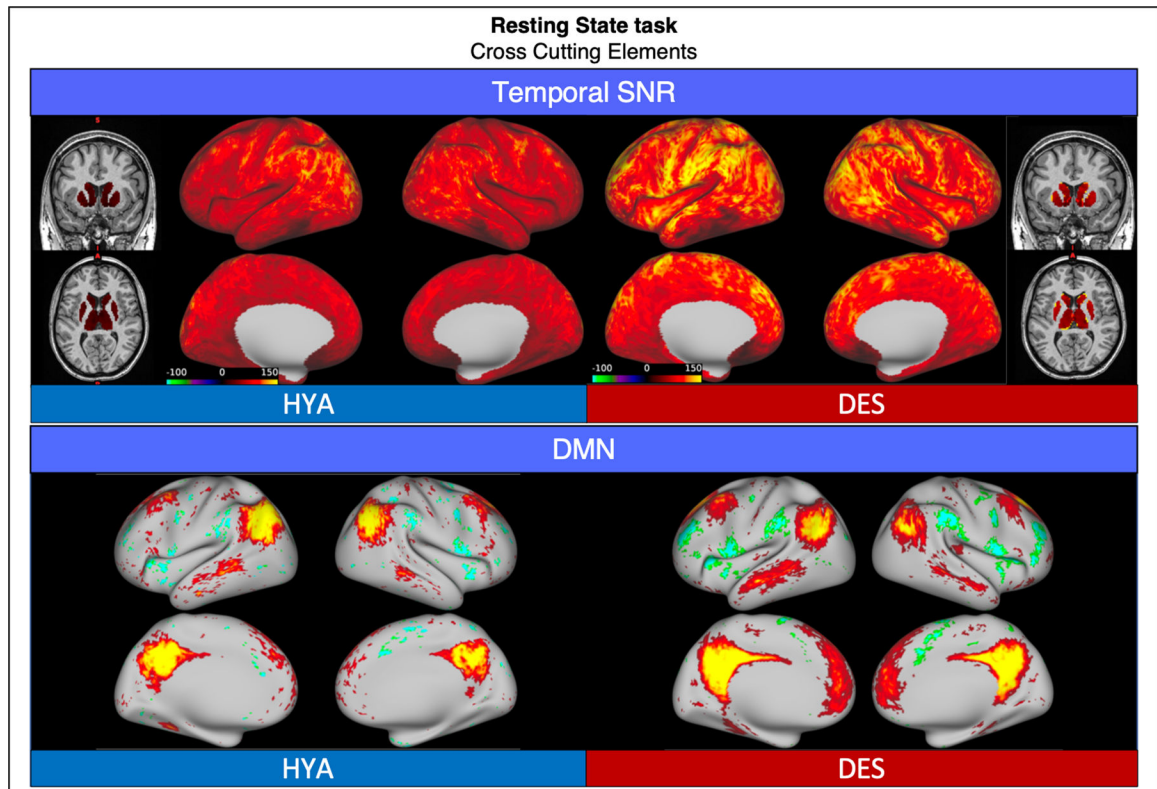 Resting State task
Cross Cutting Elements
Temporal SNR
S
A
-100 0 150
-100 0 150
HYA DES
DMN
HYA DES